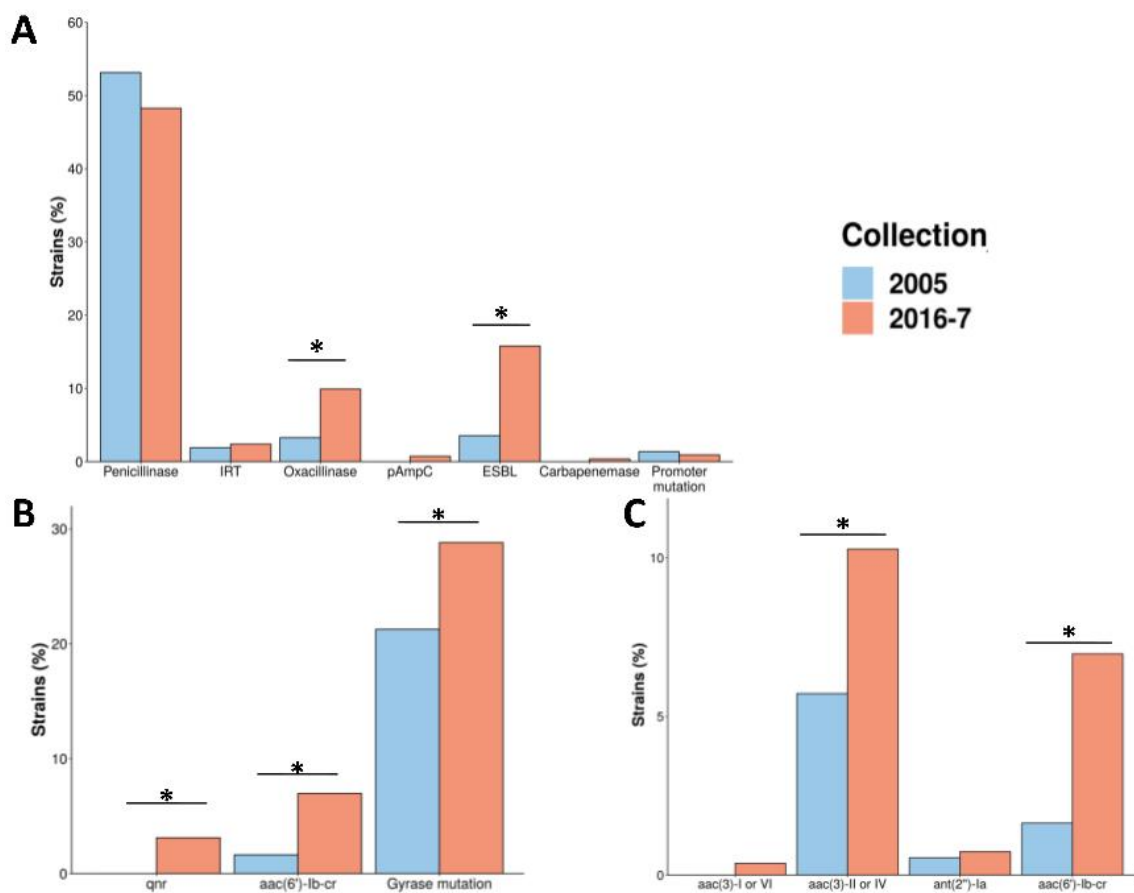 A
60
50
40
30
20
10
0
Strains (%)
*
*
Penicillinase IRT Oxacillinase pAmpC ESBL Carbapenemase Promoter
mutation
Collection
2005
2016-7
B
30
20
10
0
Strains (%)
*
*
*
qnr aac(6')-Ib-cr Gyrase mutation
C
10
5
0
Strains (%)
*
*
aac(3)-I or VI aac(3)-II or IV ant(2")-Ia aac(6')-Ib-cr